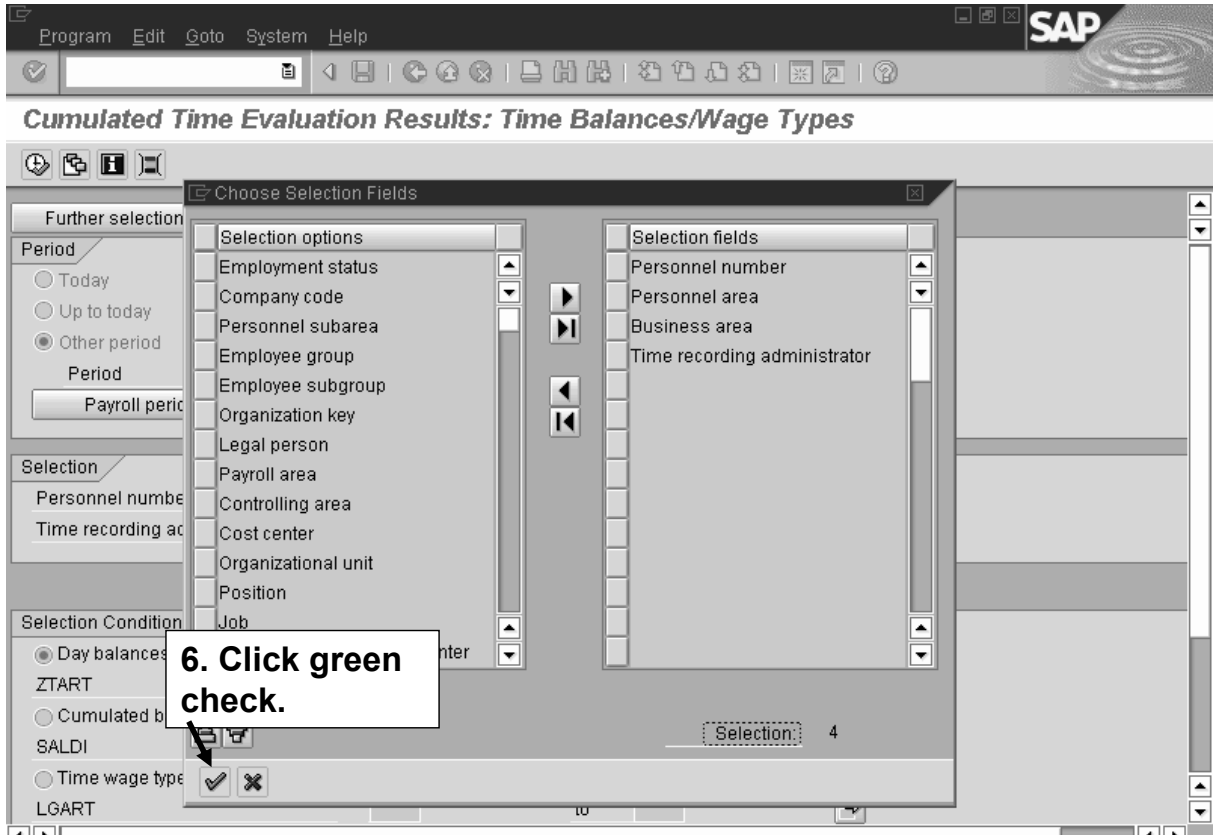 Program Edit Goto System Help
SAP
Cumulated Time Evaluation Results: Time Balances/Wage Types
Choose Selection Fields
Further selection
Period
Today
Up to today
Other period
Period
Payroll peri
Selection
Personnel numbe
Time recording a
Selection Condition
Day balances
ZTART
Cumulated b
SALDI
Time wage type
LGART
to
Selection options
Employment status
Company code
Personnel subarea
Employee group
Employee subgroup
Organization key
Legal person
Payroll area
Controlling area
Cost center
Organizational unit
Position
Job
nter
Selection fields
Personnel number
Personnel area
Business area
Time recording administrator
6. Click green
check.
Selection: 4